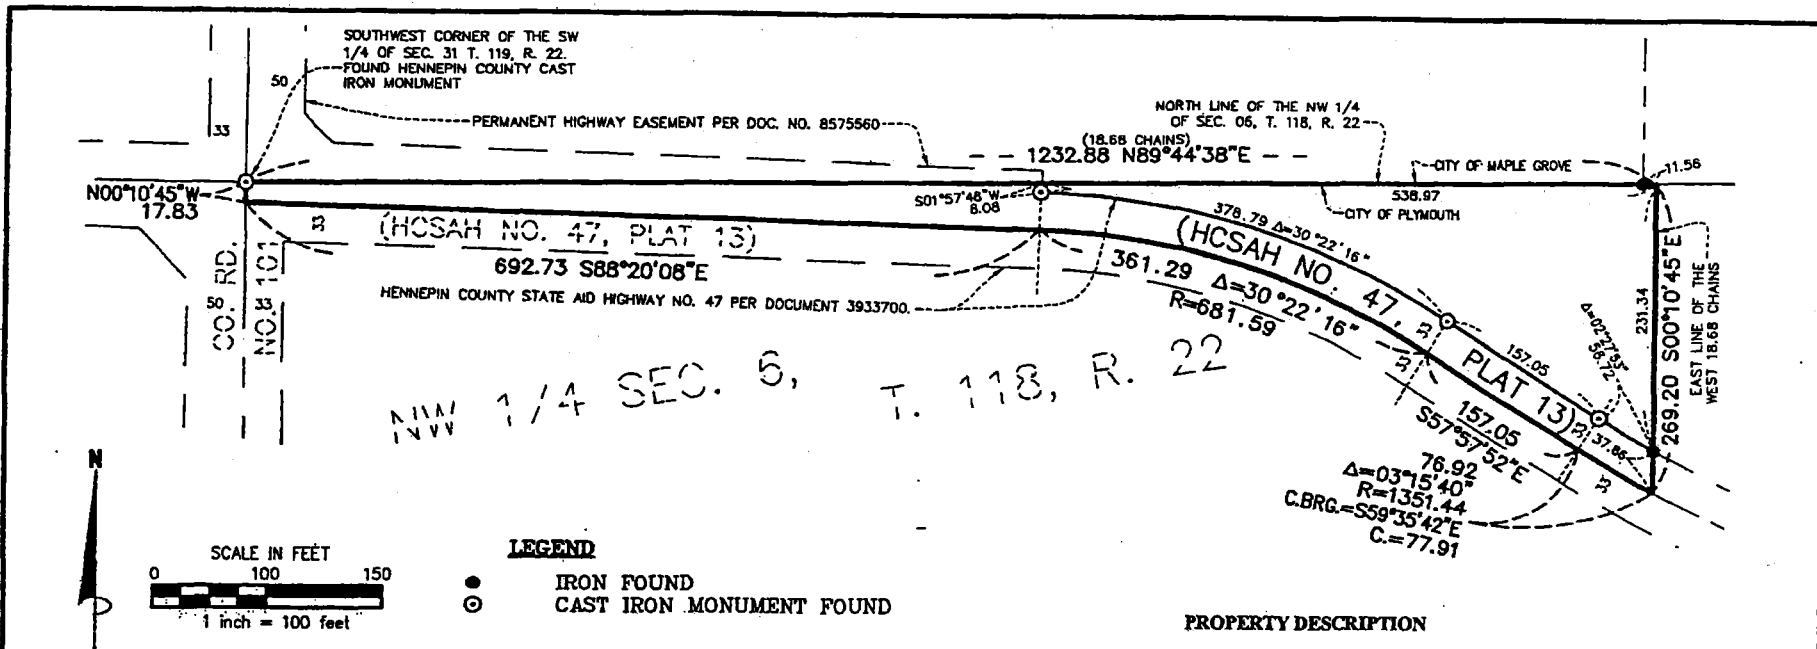 SOUTHWEST CORNER OF THE SW
1/4 OF SEC. 31 T. 119, R. 22.
FOUND HENNEPIN COUNTY CAST
IRON MONUMENT
50
33
PERMANENT HIGHWAY EASEMENT PER DOC. NO. 8575560
NORTH LINE OF THE NW 1/4
OF SEC. 06, T. 118, R. 22
(18.68 CHAINS)
1232.88 N89°44'38"E
CITY OF MAPLE GROVE
11.56
538.97
CITY OF PLYMOUTH
N00°10'45"W
17.83
S01°57'48"W
8.08
33
(HCSAH NO. 47, PLAT 13)
692.73 S88°20'08"E
HENNEPIN COUNTY STATE AID HIGHWAY NO. 47 PER DOCUMENT 3933700.
378.79 Δ=30°22'16"
(HCSAH NO. 47, PLAT 13)
361.29 Δ=30°22'16"
R=681.59
33
33
157.05
Δ=02°27'53"
56.72
231.34
269.20 S00°10'45"E
EAST LINE OF THE
WEST 18.68 CHAINS
CO. RD.
NO. 101
50
33
NW 1/4 SEC. 6, T. 118, R. 22
157.05
S57°57'52"E
33
37.86
33
76.92
Δ=03°15'40"
R=1351.44
C.BRG.=S59°35'42"E
C.=77.91
N
SCALE IN FEET
0 100 150
1 inch = 100 feet
LEGEND
IRON FOUND
CAST IRON MONUMENT FOUND
PROPERTY DESCRIPTION